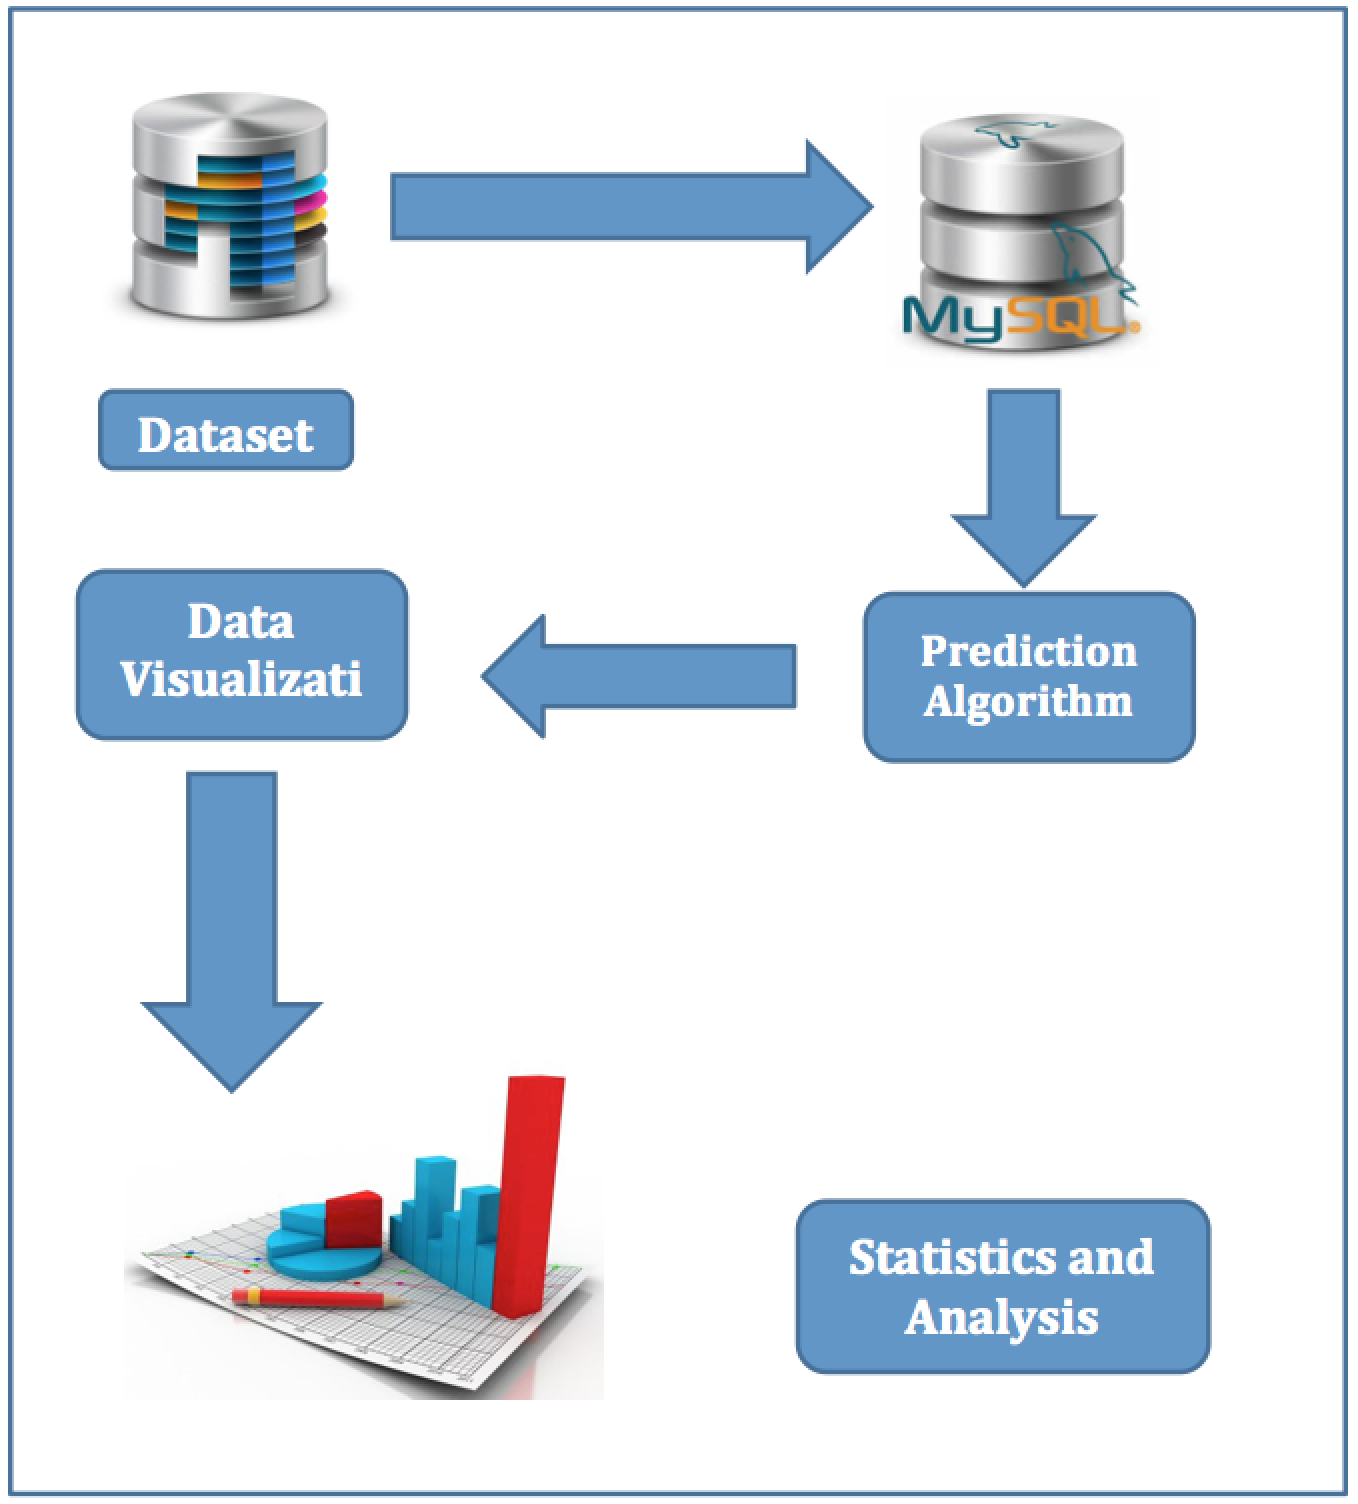 MySQL
Dataset
Prediction
Algorithm
Data
Visualizati
Statistics and
Analysis